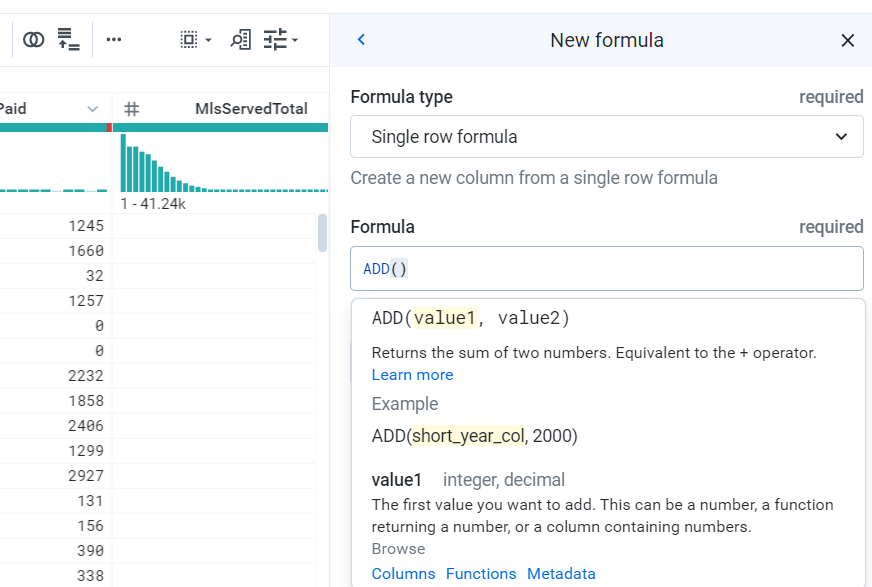 New formula
Paid
MlsServedTotal
1 - 41.24k
1245
1660
32
1257
0
0
2232
1858
2406
1299
2927
131
156
390
338
Formula type required
Single row formula
Create a new column from a single row formula
Formula required
ADD()
ADD(value1, value2)
Returns the sum of two numbers. Equivalent to the + operator.
Learn more
Example
ADD(short_year_col, 2000)
value1 integer, decimal
The first value you want to add. This can be a number, a function
returning a number, or a column containing numbers.
Browse
Columns Functions Metadata